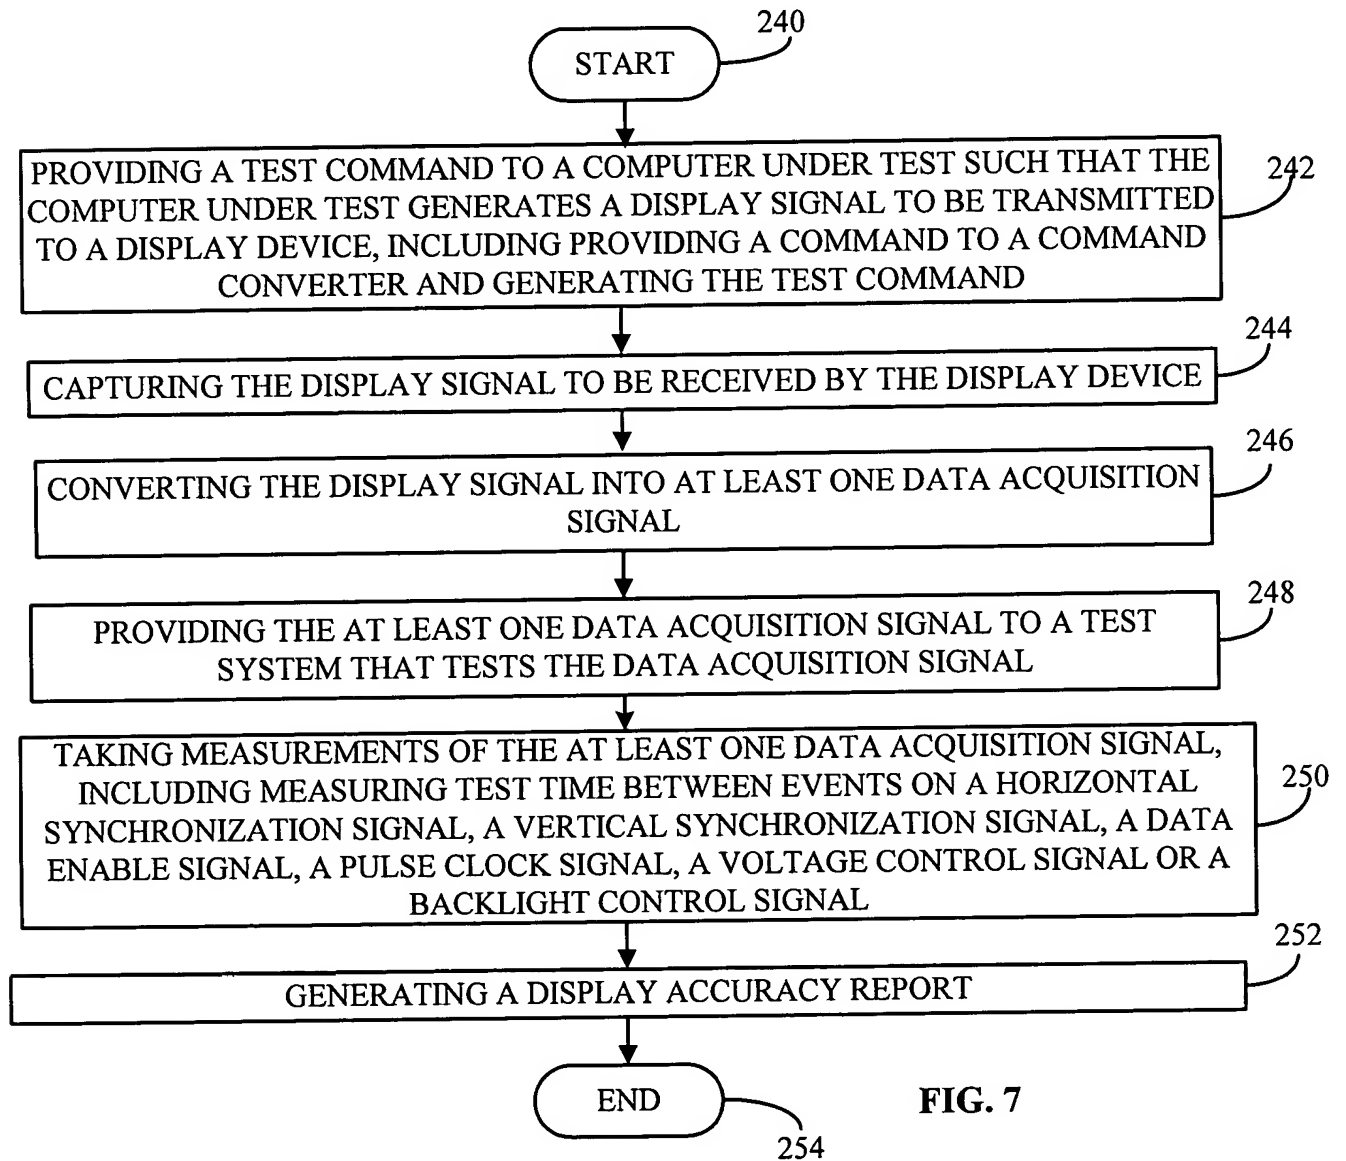 240
START
PROVIDING A TEST COMMAND TO A COMPUTER UNDER TEST SUCH THAT THE
COMPUTER UNDER TEST GENERATES A DISPLAY SIGNAL TO BE TRANSMITTED
TO A DISPLAY DEVICE, INCLUDING PROVIDING A COMMAND TO A COMMAND
CONVERTER AND GENERATING THE TEST COMMAND
242
244
CAPTURING THE DISPLAY SIGNAL TO BE RECEIVED BY THE DISPLAY DEVICE
246
CONVERTING THE DISPLAY SIGNAL INTO AT LEAST ONE DATA ACQUISITION
SIGNAL
248
PROVIDING THE AT LEAST ONE DATA ACQUISITION SIGNAL TO A TEST
SYSTEM THAT TESTS THE DATA ACQUISITION SIGNAL
TAKING MEASUREMENTS OF THE AT LEAST ONE DATA ACQUISITION SIGNAL,
INCLUDING MEASURING TEST TIME BETWEEN EVENTS ON A HORIZONTAL
SYNCHRONIZATION SIGNAL, A VERTICAL SYNCHRONIZATION SIGNAL, A DATA
ENABLE SIGNAL, A PULSE CLOCK SIGNAL, A VOLTAGE CONTROL SIGNAL OR A
BACKLIGHT CONTROL SIGNAL
250
252
GENERATING A DISPLAY ACCURACY REPORT
END
254
FIG. 7